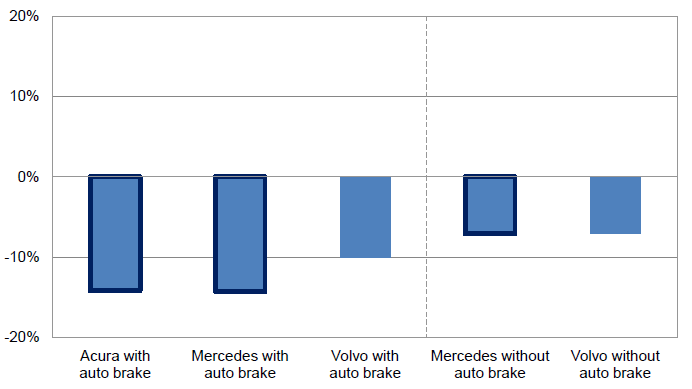 20%
10%
0%
-10%
-20%
Acura with
auto brake
Mercedes with
auto brake
Volvo with
auto brake
Mercedes without
auto brake
Volvo without
auto brake